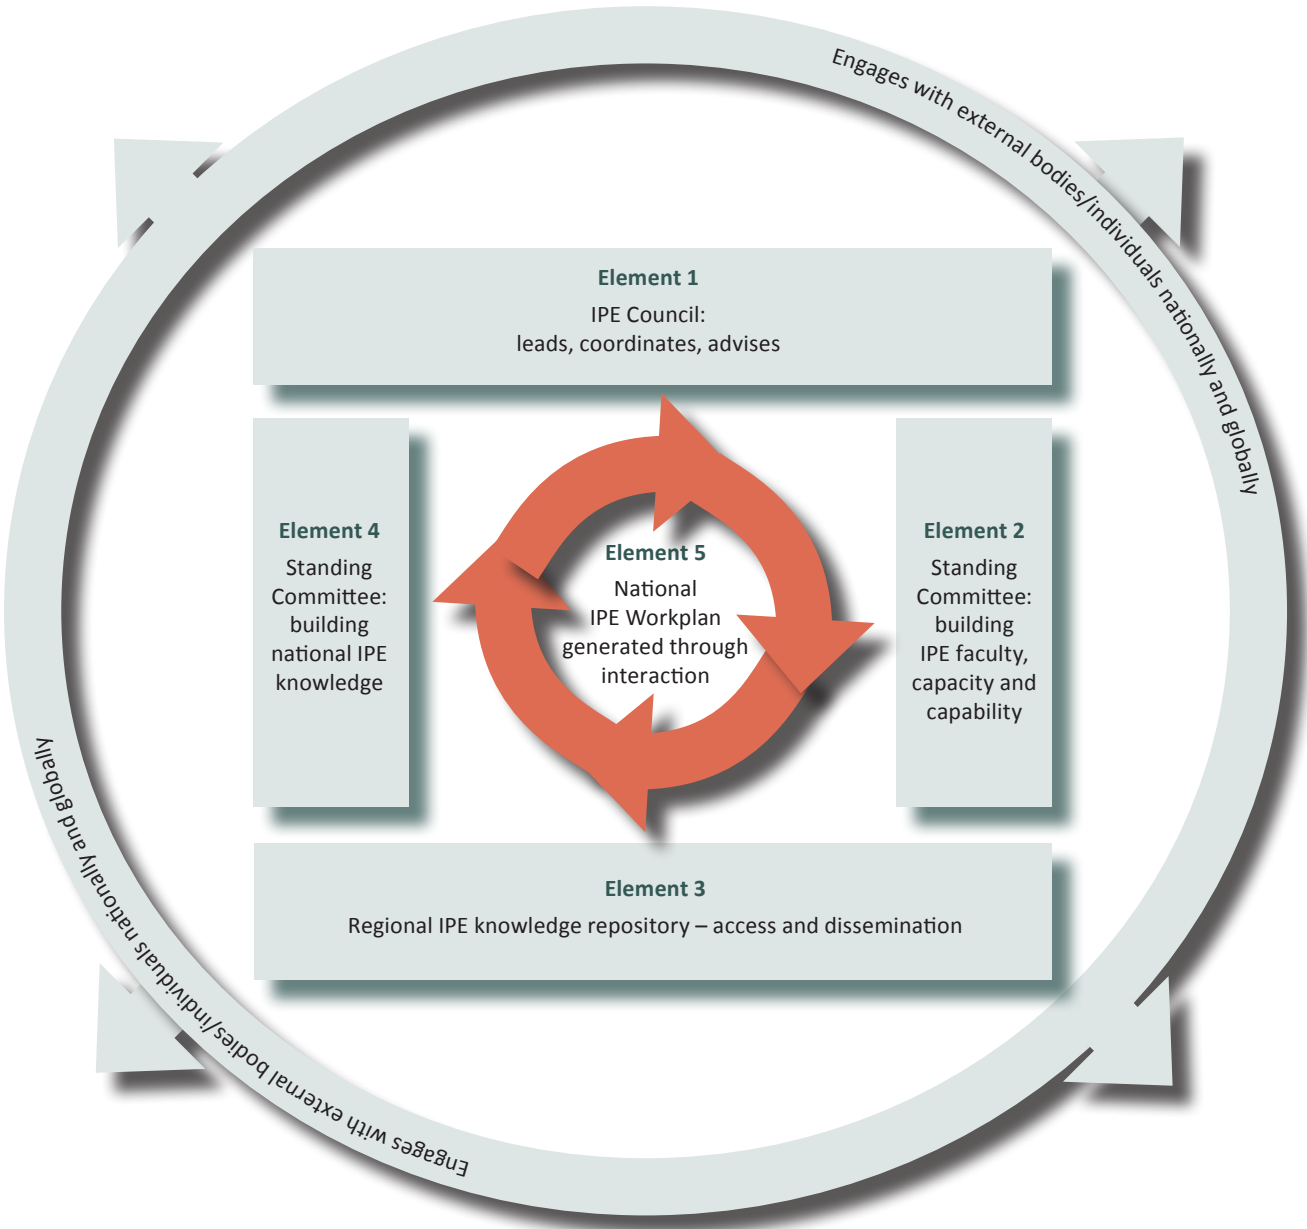 Engages with external bodies/individuals nationally and globally
Element 1
IPE Council:
leads, coordinates, advises
Element 4
Standing
Committee:
building
national IPE
knowledge
Element 5
National
IPE Workplan
generated through
interaction
Element 2
Standing
Committee:
building
IPE faculty,
capacity and
capability
Element 3
Regional IPE knowledge repository – access and dissemination
Engages with external bodies/individuals nationally and globally